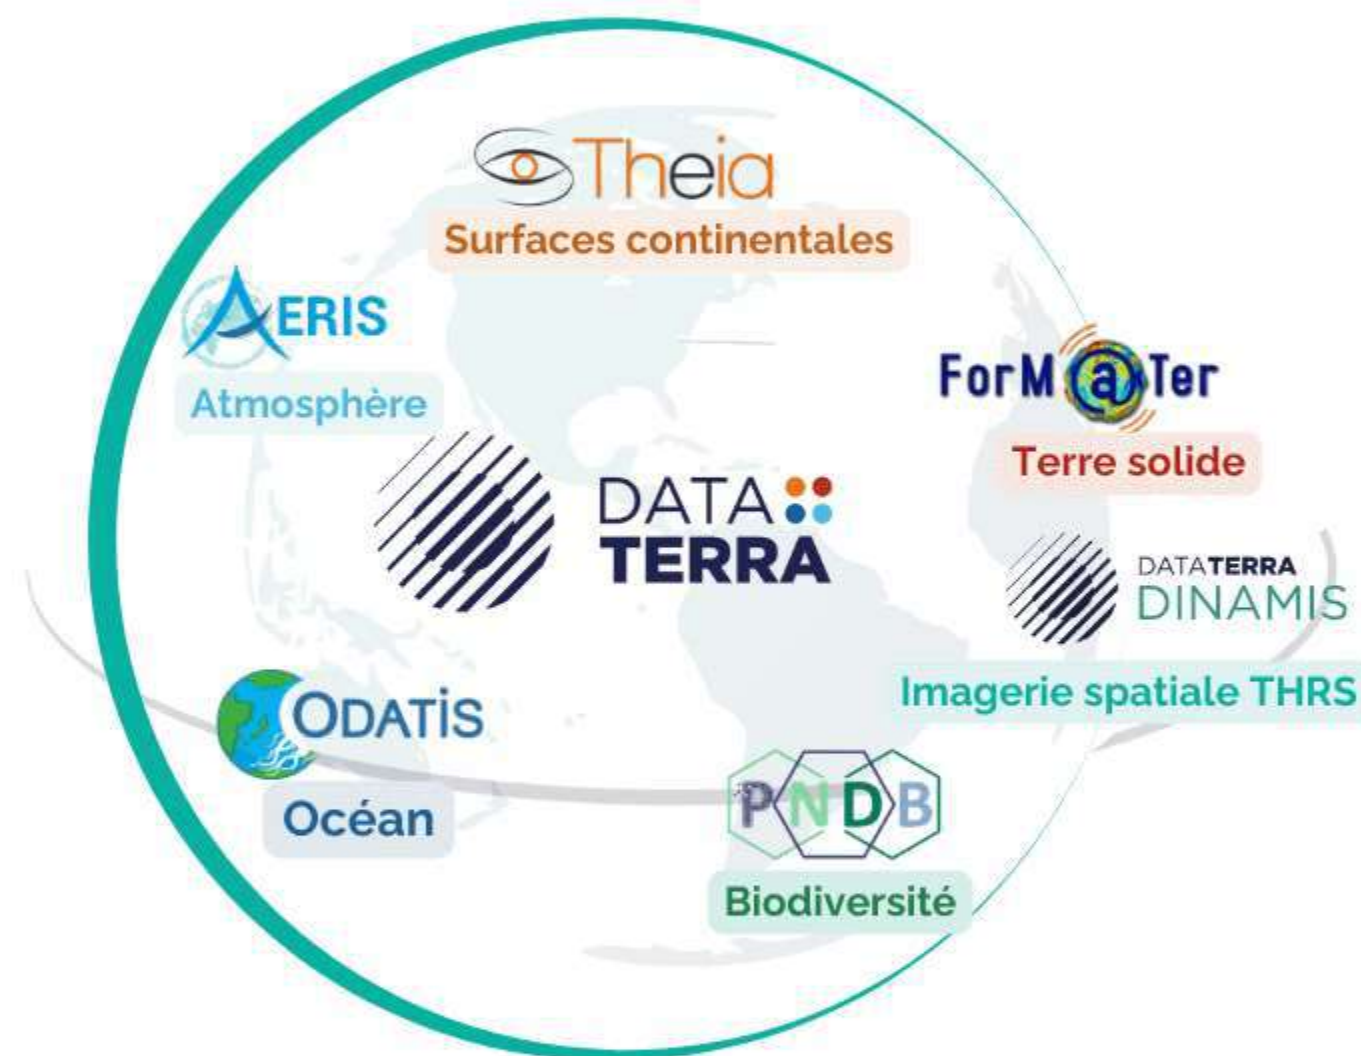 Theia
Surfaces continentales
AERIS
Atmosphère
ForM@Ter
Terre solide
DATA
TERRA
DATATERRA
DINAMIS
Imagerie spatiale THRS
ODATiS
Océan
PNDB
Biodiversité